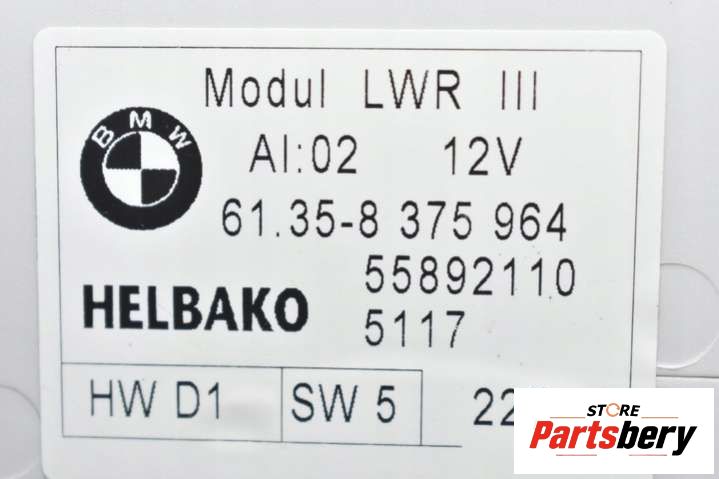 Modul LWR III
BMW
AI:02 12V
61.35-8 375 964
55892110
HELBAKO
5117
HW D1 SW 5 22
STORE
Partsbery